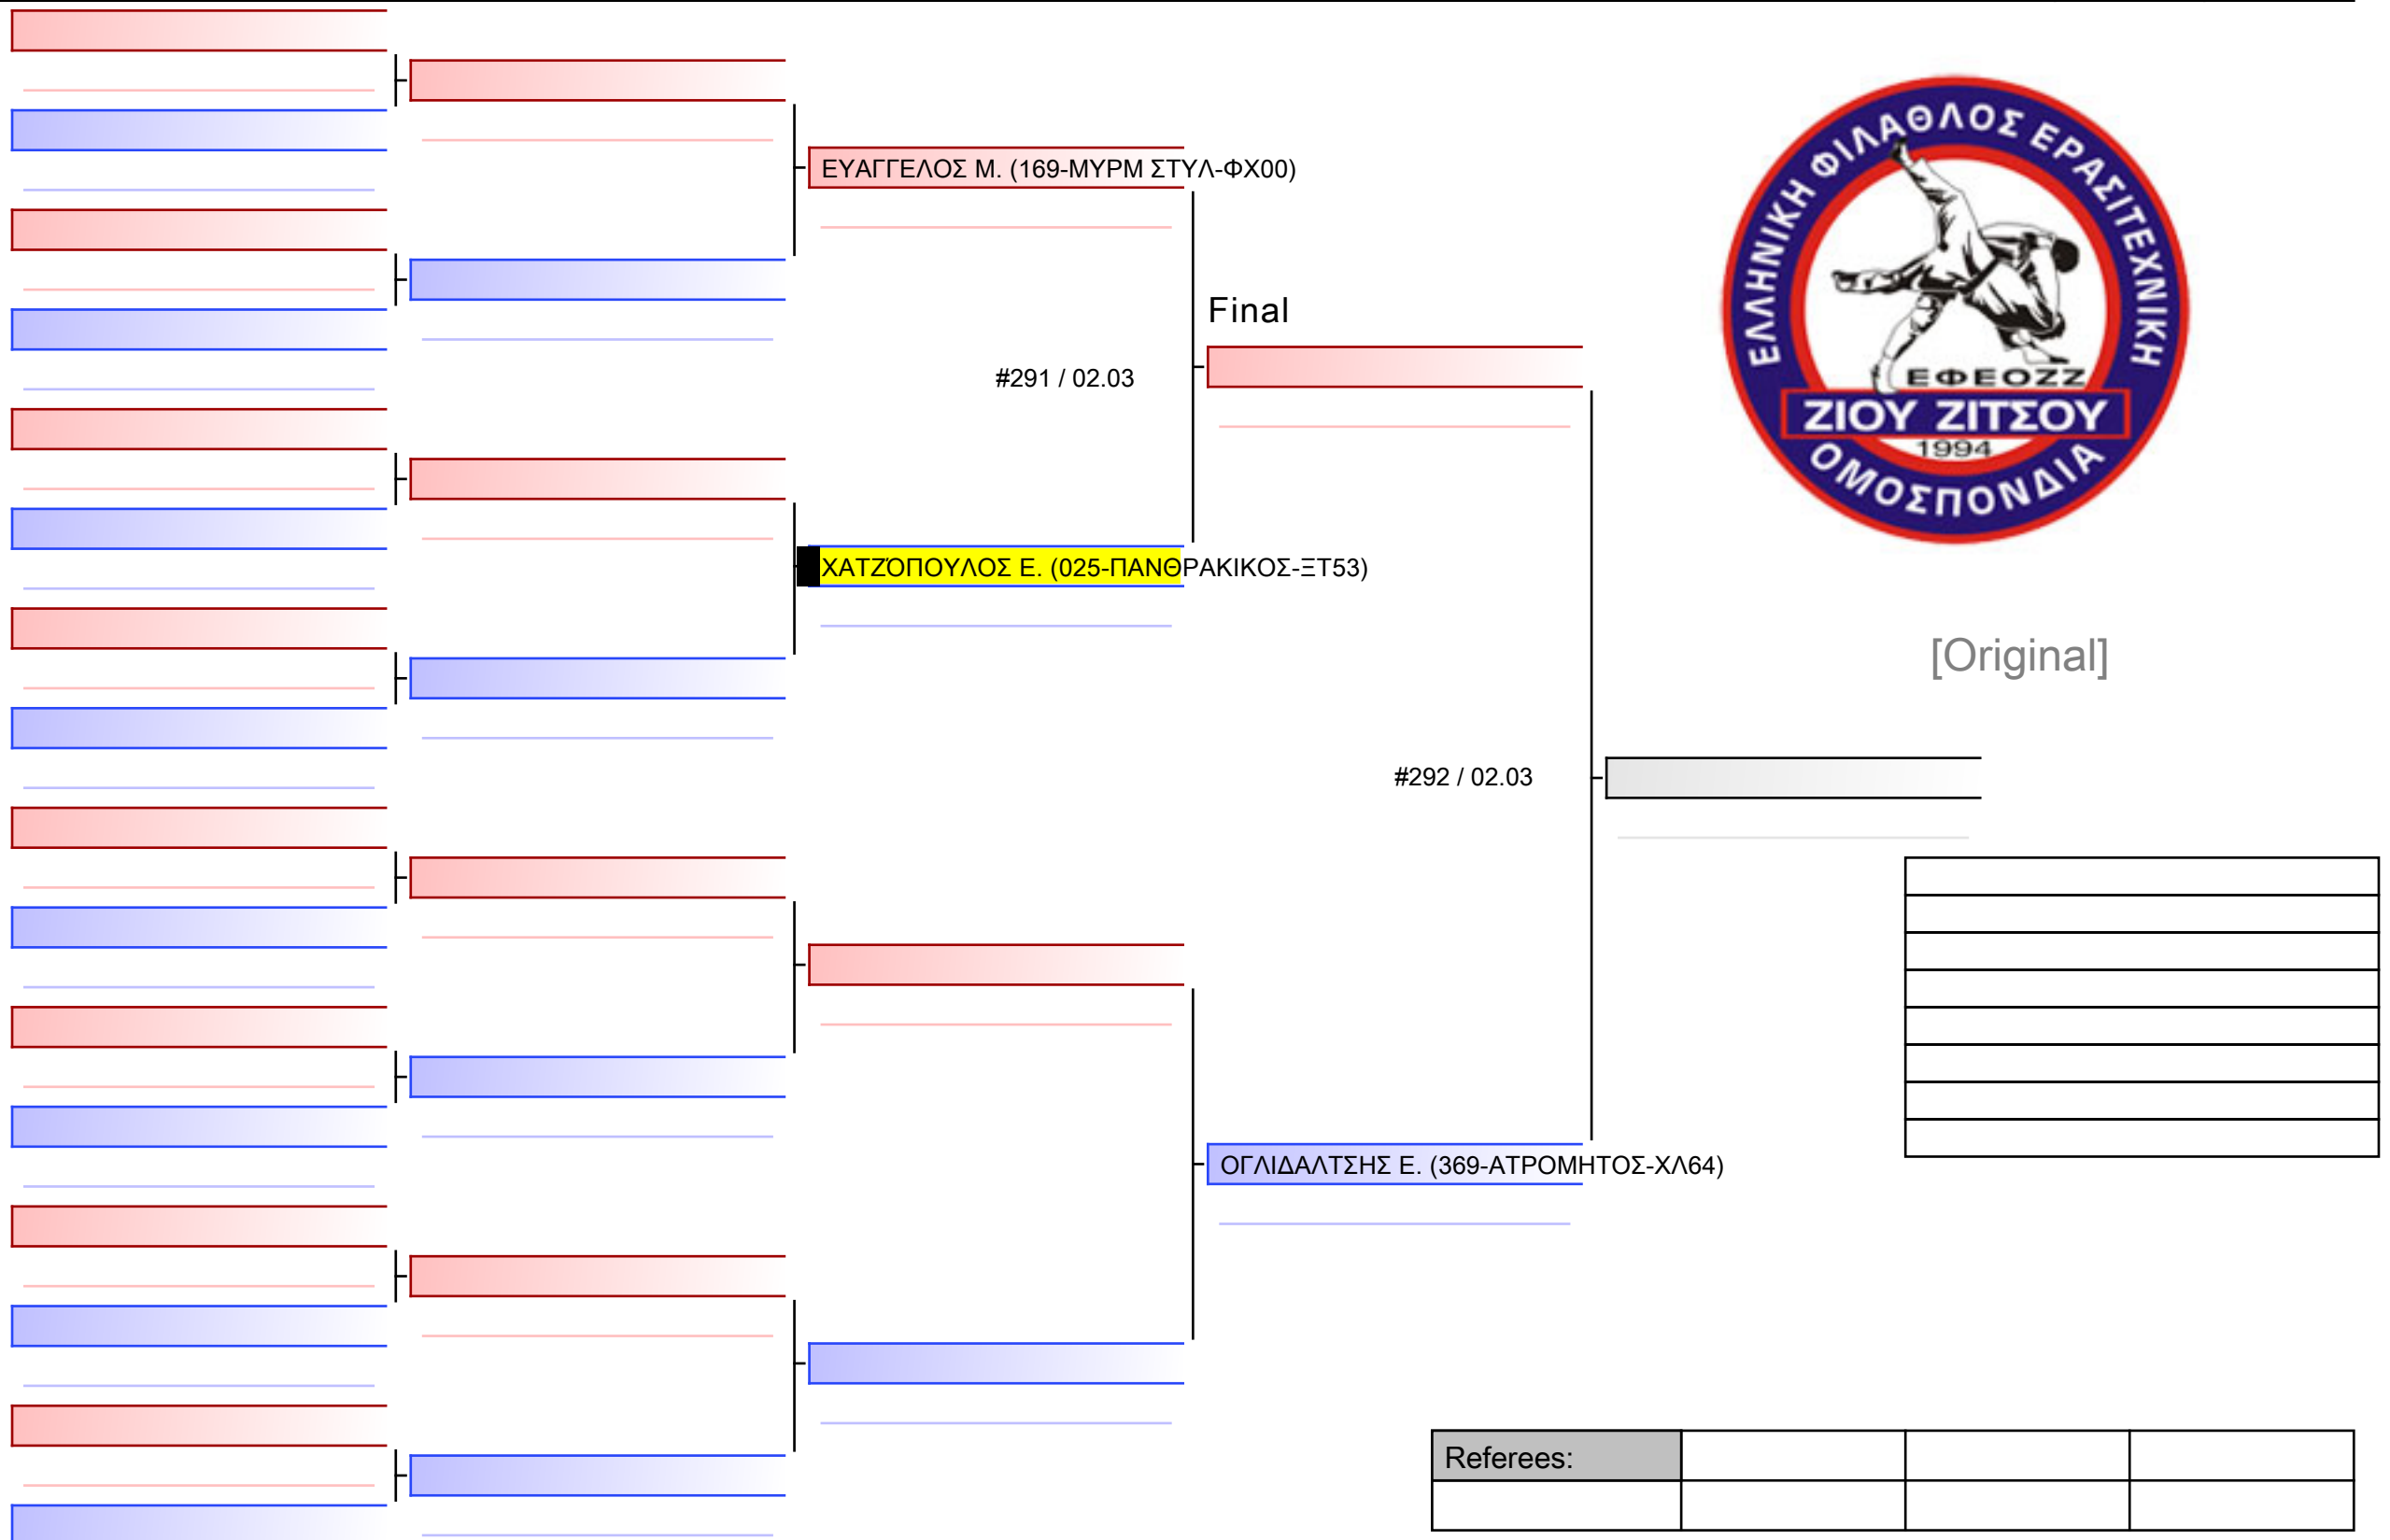 ΕΛΛΗΝΙΚΗ ΦΙΛΑΘΛΟΣ ΕΡΑΣΙΤΕΧΝΙΚΗ
ΕΥΑΓΓΕΛΟΣ Μ. (169-ΜΥΡΜ ΣΤΥΛ-ΦΧ00)
Final
#291 / 02.03
ΕΦΕΟΖΖ
ΖΙΟΥ ΖΙΤΣΟΥ
1994
ΟΜΟΣΠΟΝΔΙΑ
ΧΑΤΖΌΠΟΥΛΟΣ Ε. (025-ΠΑΝΘΡΑΚΙΚΟΣ-ΞΤ53)
[Original]
#292 / 02.03
ΟΓΛΙΔΑΛΤΣΗΣ Ε. (369-ΑΤΡΟΜΗΤΟΣ-ΧΛ64)
Referees: